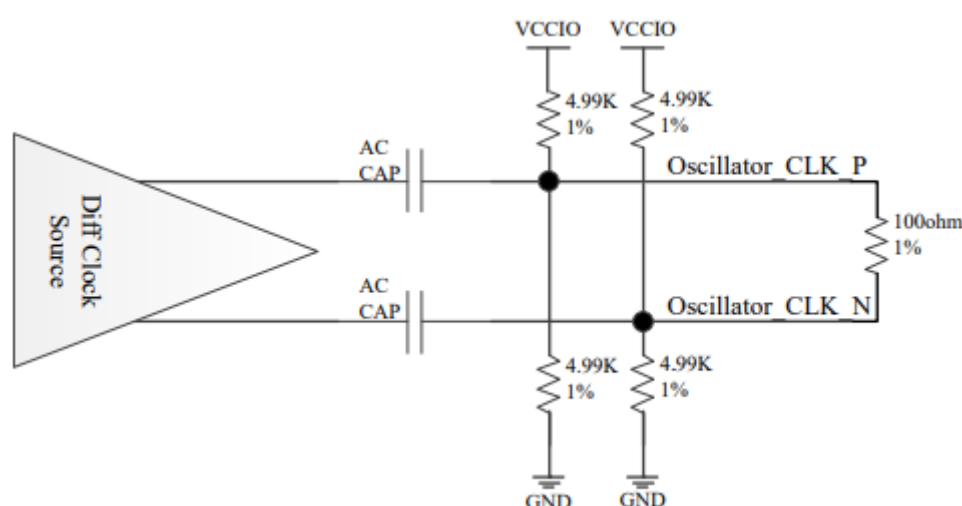 VCCIO
VCCIO
4.99K
1%
4.99K
1%
AC
CAP
Oscillator_CLK_P
Diff Clock
Source
100ohm
1%
AC
CAP
Oscillator_CLK_N
4.99K
1%
4.99K
1%
GND
GND